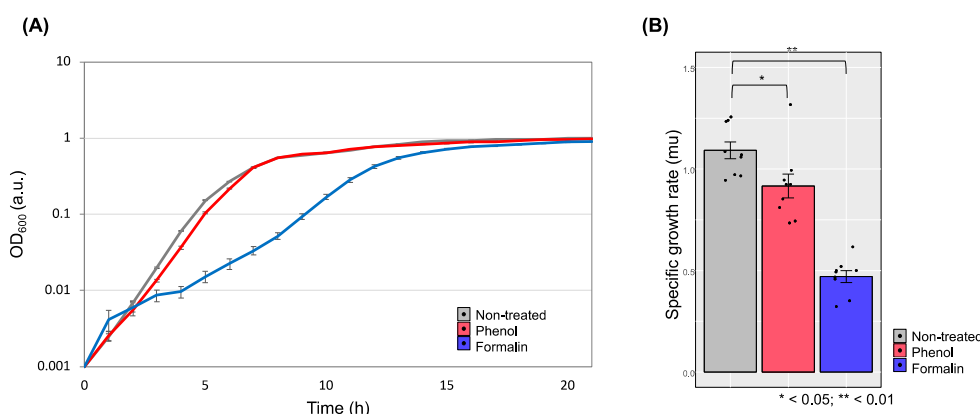 (A)
10
1
0.1
0.01
0.001
OD600 (a.u.)
0
5
10
15
20
Time (h)
Non-treated
Phenol
Formalin
(B)
**
*
1.5
1.0
0.5
0.0
Specific growth rate (mu)
Non-treated
Phenol
Formalin
* < 0.05; ** < 0.01